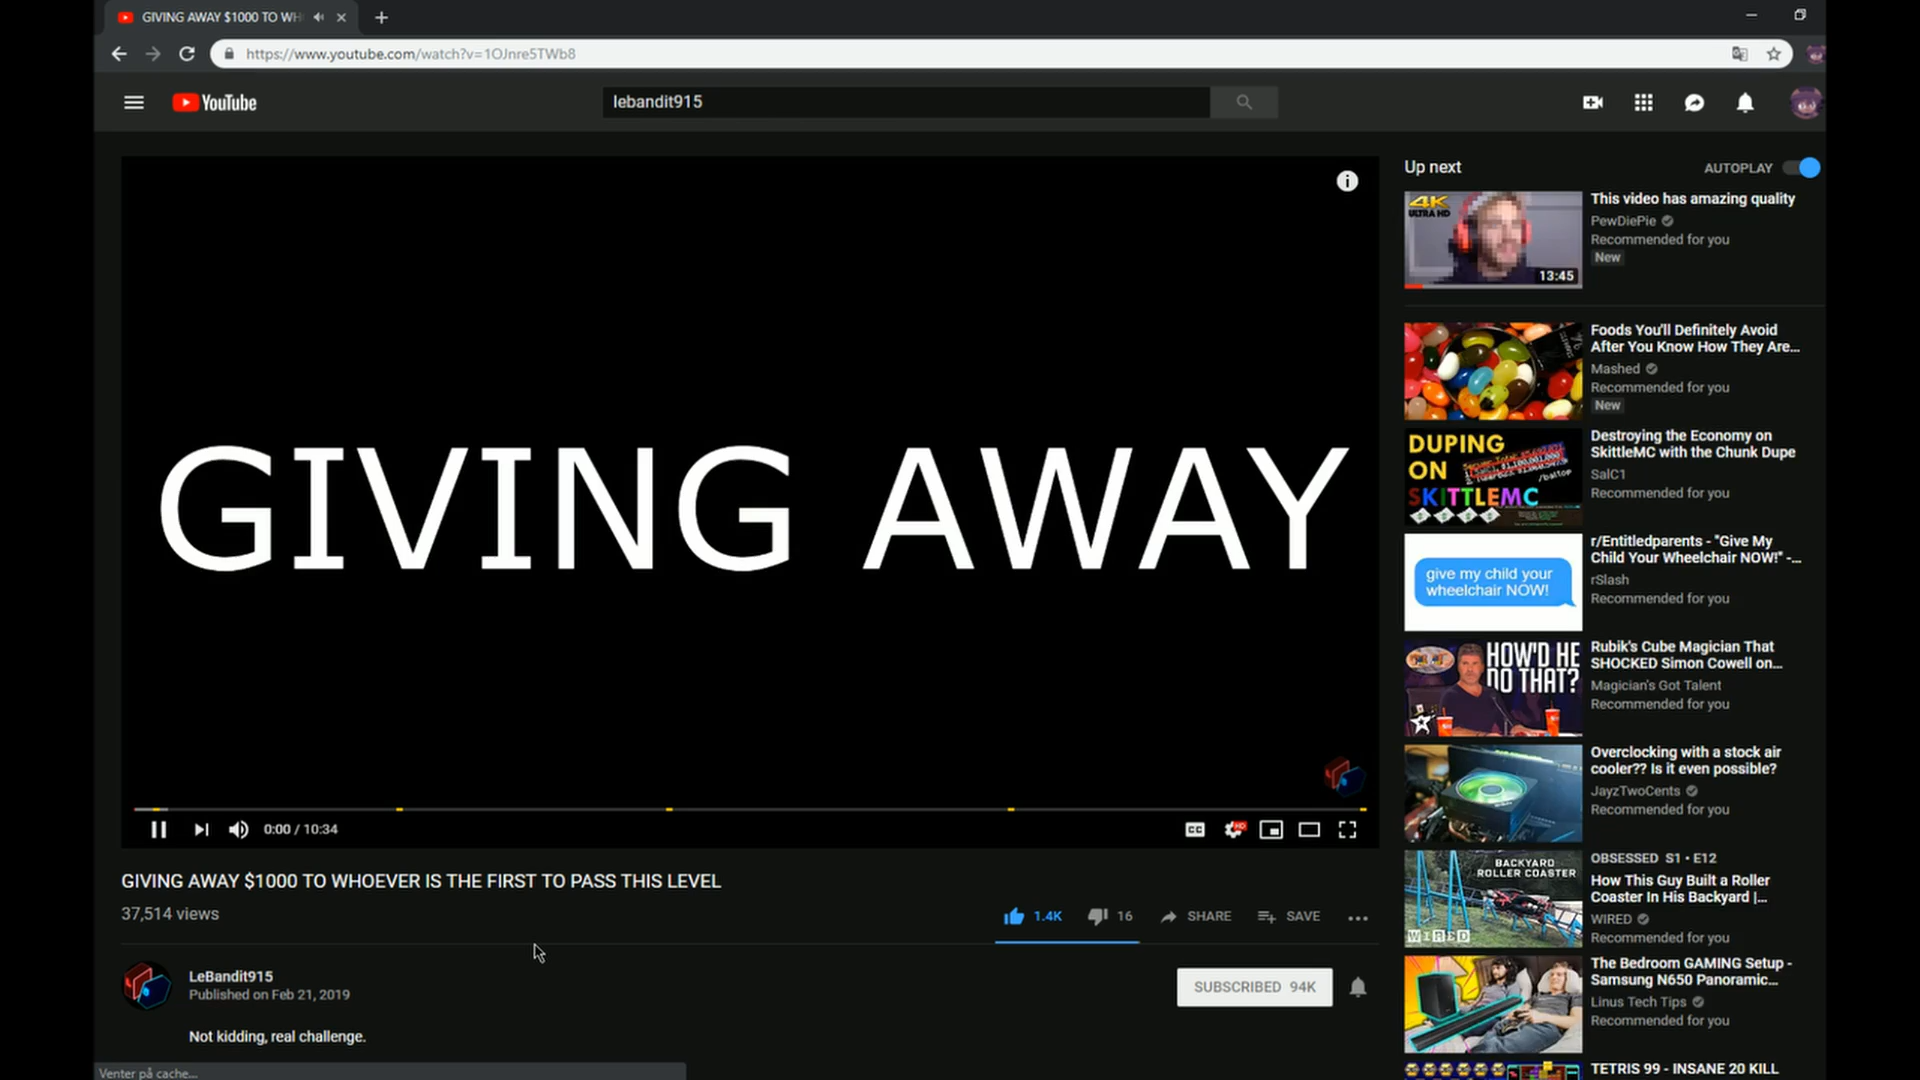 GIVING AWAY $1000 TO WH
https://www.youtube.com/watch?v=1OJnre5TWb8
YouTube
lebandit915
GIVING AWAY
0:00 / 10:34
CC
HD
GIVING AWAY $1000 TO WHOEVER IS THE FIRST TO PASS THIS LEVEL
37,514 views
1.4K
16
SHARE
SAVE
LeBandit915
Published on Feb 21, 2019
SUBSCRIBED 94K
Not kidding, real challenge.
Venter på cache...
Up next
AUTOPLAY
4K
ULTRA HD
13:45
This video has amazing quality
PewDiePie
Recommended for you
New
Foods You'll Definitely Avoid
After You Know How They Are...
Mashed
Recommended for you
New
DUPING
ON
/baltop
SKITTLEMC
Destroying the Economy on
SkittleMC with the Chunk Dupe
SalC1
Recommended for you
give my child your
wheelchair NOW!
r/Entitledparents - "Give My
Child Your Wheelchair NOW!" -...
rSlash
Recommended for you
HOW'D HE
DO THAT?
Rubik's Cube Magician That
SHOCKED Simon Cowell on...
Magician's Got Talent
Recommended for you
Overclocking with a stock air
cooler?? Is it even possible?
JayzTwoCents
Recommended for you
BACKYARD
ROLLER COASTER
WIRED
OBSESSED S1 • E12
How This Guy Built a Roller
Coaster In His Backyard |...
WIRED
Recommended for you
The Bedroom GAMING Setup -
Samsung N650 Panoramic...
Linus Tech Tips
Recommended for you
TETRIS 99 - INSANE 20 KILL